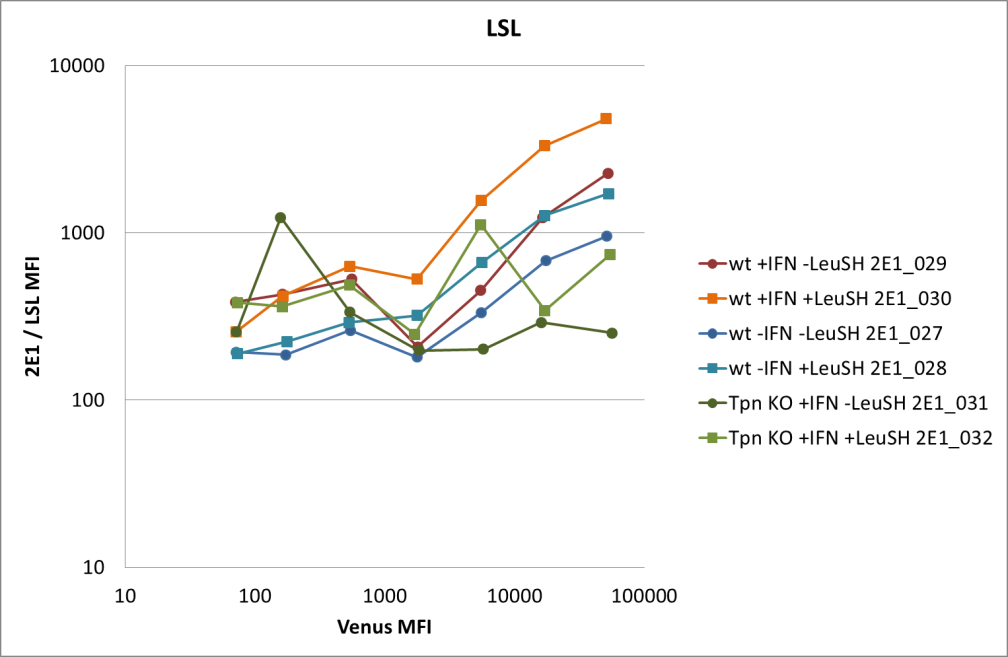 LSL
10000
1000
100
10
10 100 1000 10000 100000
2E1 / LSL MFI
Venus MFI
wt +IFN -LeuSH 2E1_029
wt +IFN +LeuSH 2E1_030
wt -IFN -LeuSH 2E1_027
wt -IFN +LeuSH 2E1_028
Tpn KO +IFN -LeuSH 2E1_031
Tpn KO +IFN +LeuSH 2E1_032